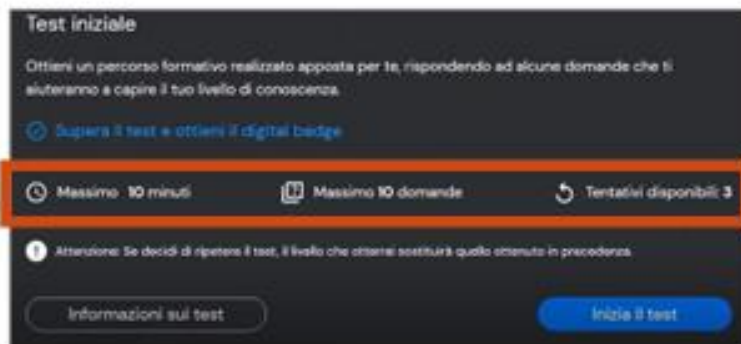 Test iniziale
Ottieni un percorso formativo realizzato apposta per te, rispondendo ad alcune domande che ti
aiuteranno a capire il tuo livello di conoscenza.
Supera il test e ottieni il digital badge
Massimo 10 minuti Massimo 10 domande Tentativi disponibili: 3
Attenzione: Se decidi di ripetere il test, il livello che otterrai sostituirà quello ottenuto in precedenza.
Informazioni sul test Inizia il test